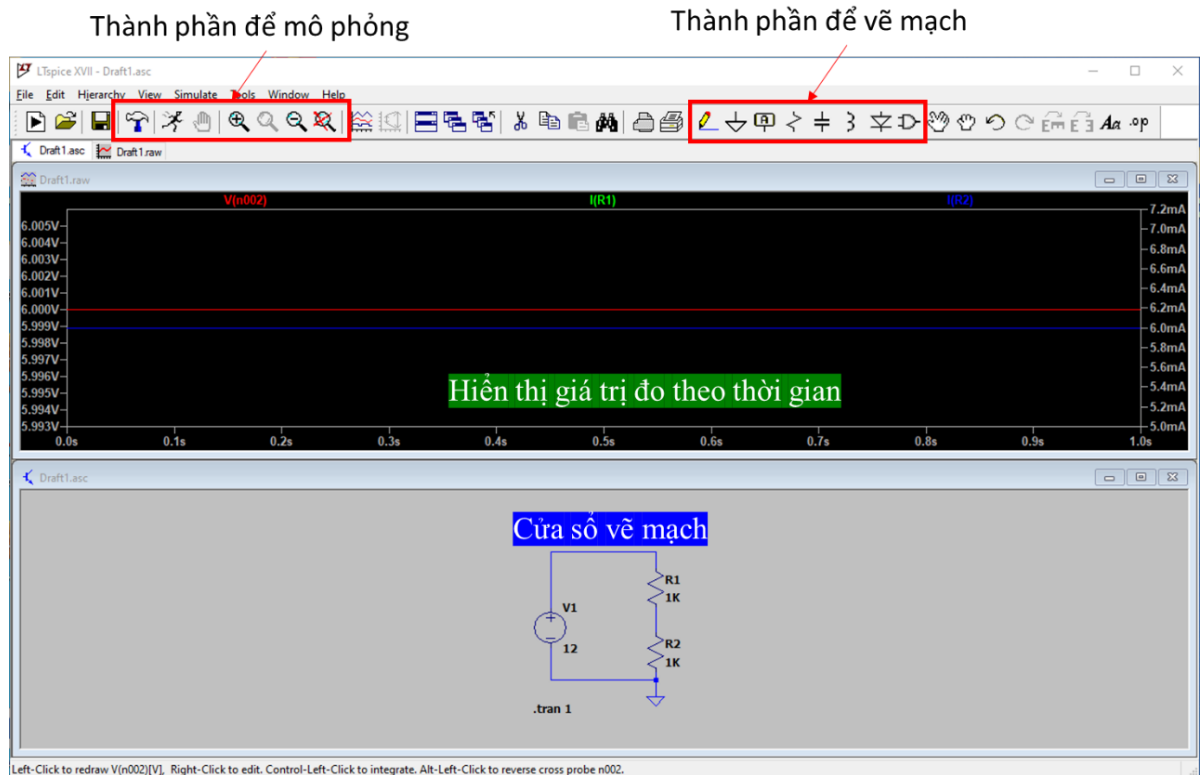 Thành phần để mô phỏng
Thành phần để vẽ mạch
LTspice XVII - Draft1.asc
File Edit Hierarchy View Simulate Tools Window Help
Aa .op
Draft1.asc Draft1.raw
Draft1.raw
V(n002) I(R1) I(R2)
6.005V 7.2mA
6.004V 7.0mA
6.003V 6.8mA
6.002V 6.6mA
6.001V 6.4mA
6.000V 6.2mA
5.999V 6.0mA
5.998V 5.8mA
5.997V 5.6mA
5.996V 5.4mA
5.995V 5.2mA
5.994V 5.0mA
5.993V
Hiển thị giá trị đo theo thời gian
0.0s 0.1s 0.2s 0.3s 0.4s 0.5s 0.6s 0.7s 0.8s 0.9s 1.0s
Draft1.asc
Cửa sổ vẽ mạch
R1
1K
V1
12
R2
1K
.tran 1
Left-Click to redraw V(n002)[V], Right-Click to edit. Control-Left-Click to integrate. Alt-Left-Click to reverse cross probe n002.